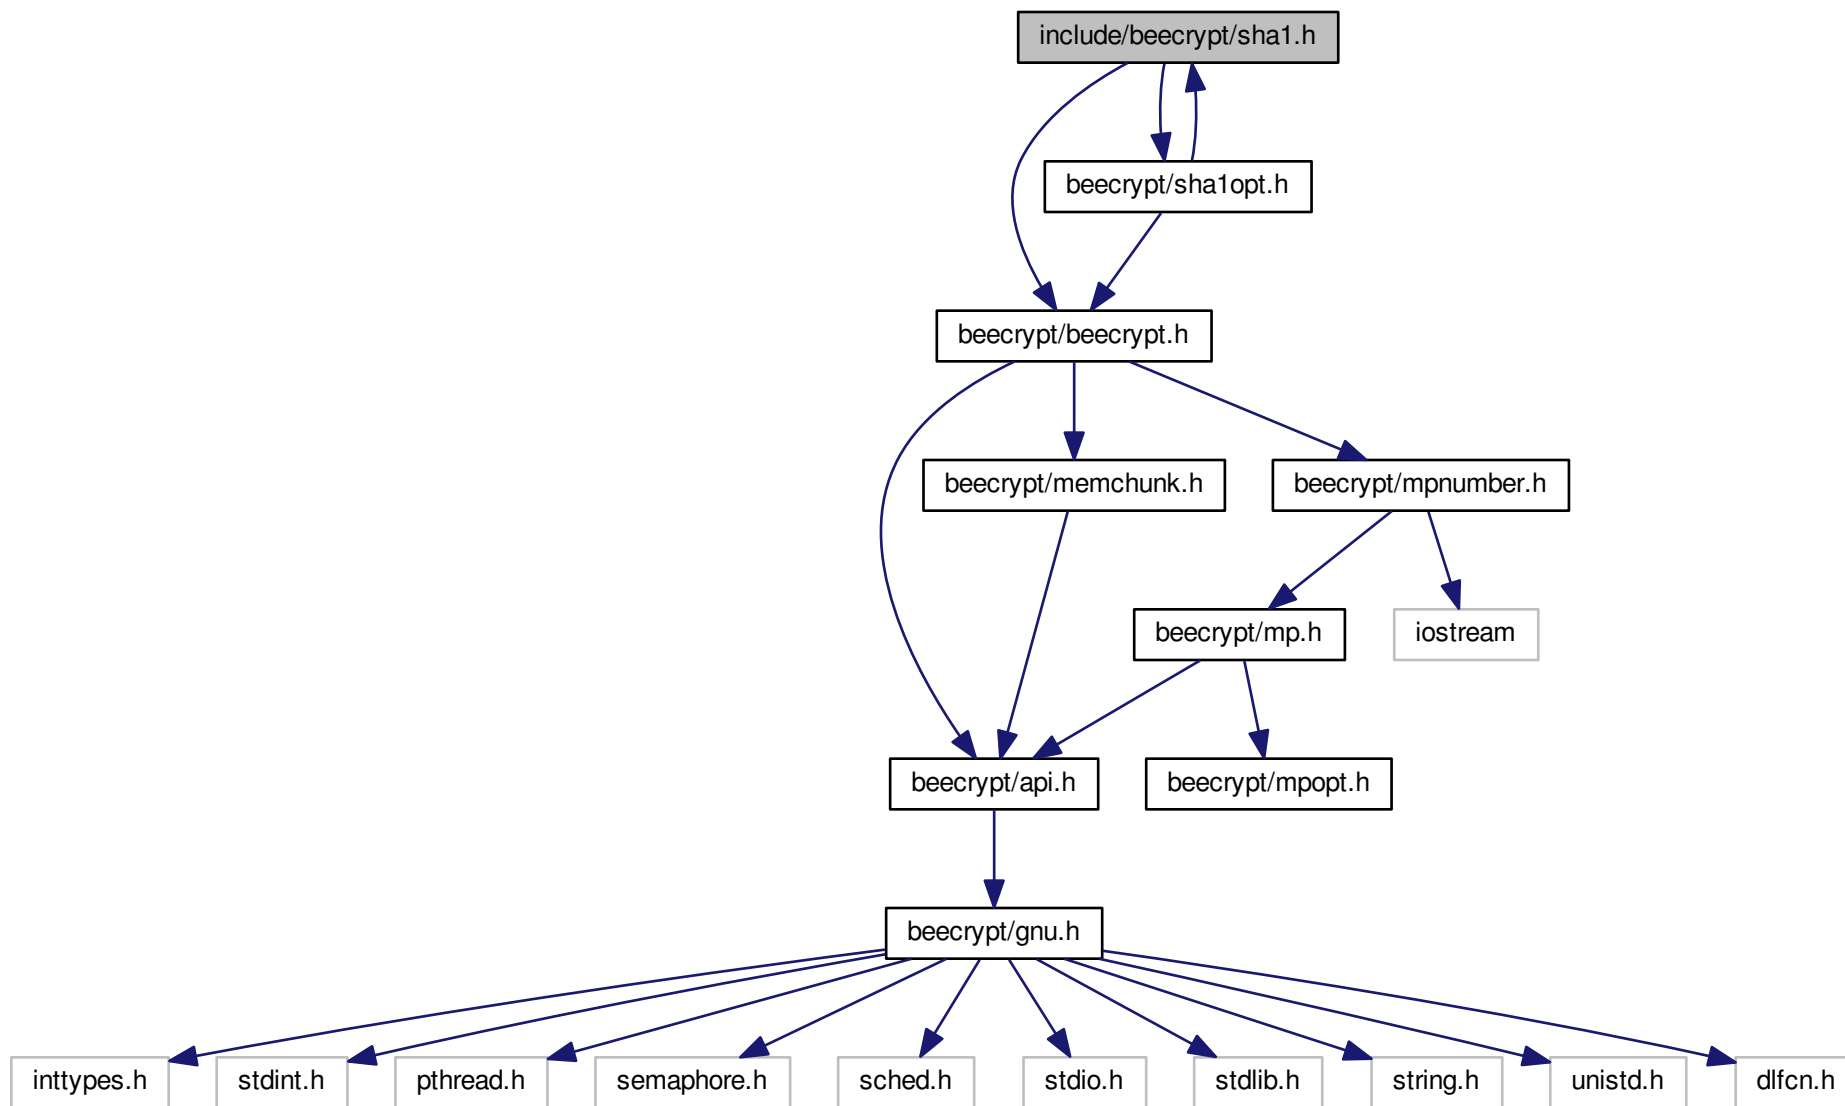 include/beecrypt/sha1.h
beecrypt/sha1opt.h
beecrypt/beecrypt.h
beecrypt/memchunk.h
beecrypt/mpnumber.h
beecrypt/mp.h
iostream
beecrypt/api.h
beecrypt/mpopt.h
beecrypt/gnu.h
inttypes.h
stdint.h
pthread.h
semaphore.h
sched.h
stdio.h
stdlib.h
string.h
unistd.h
dlfcn.h